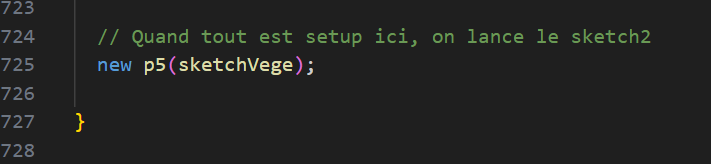 723
724 // Quand tout est setup ici, on lance le sketch2
725 new p5(sketchVege);
726
727 }
728